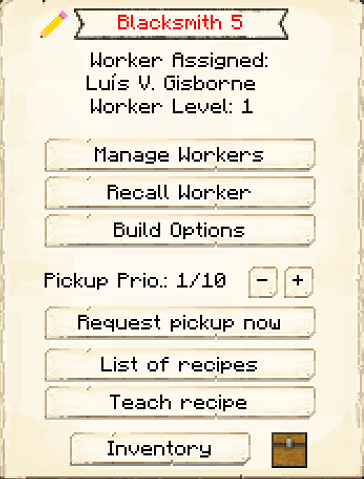 Blacksmith 5
Worker Assigned:
Luís V. Gisborne
Worker Level: 1
Manage Workers
Recall Worker
Build Options
Pickup Prio.: 1/10 - +
Request pickup now
List of recipes
Teach recipe
Inventory